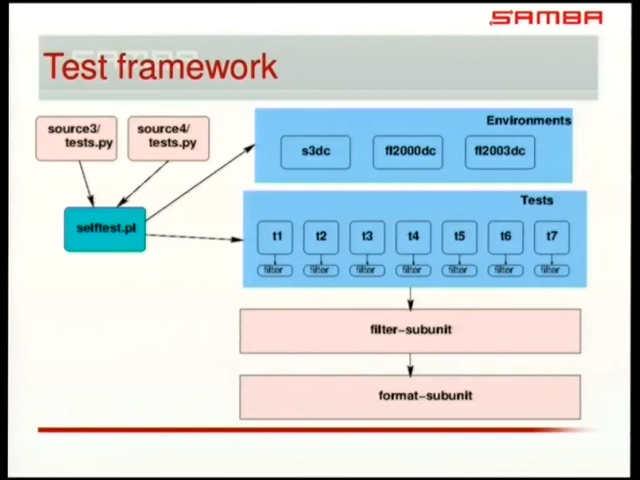 SAMBA
Test framework
source3/
tests.py
source4/
tests.py
Environments
s3dc
fl2000dc
fl2003dc
selftest.pl
Tests
t1 t2 t3 t4 t5 t6 t7
filter filter filter filter filter filter filter
filter-subunit
format-subunit